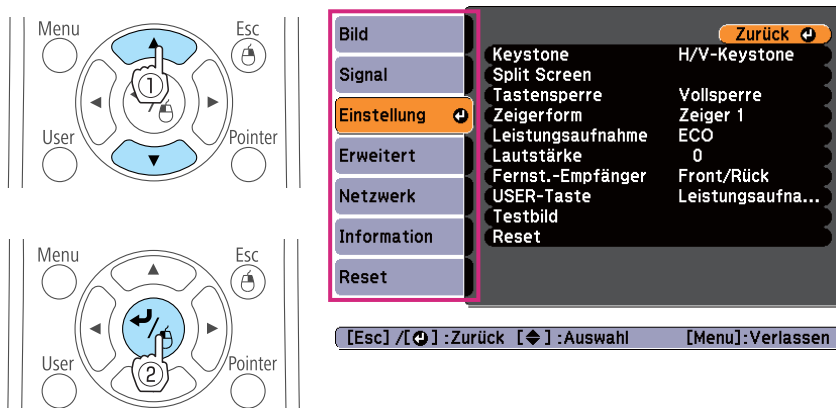 Menu
Esc
1
User
Pointer
Menu
Esc
User
2
Pointer
Bild
Signal
Einstellung
Erweitert
Netzwerk
Information
Reset
Zurück
Keystone H/V-Keystone
Split Screen
Tastensperre Vollsperre
Zeigerform Zeiger 1
Leistungsaufnahme ECO
Lautstärke 0
Fernst.-Empfänger Front/Rück
USER-Taste Leistungsaufna...
Testbild
Reset
[Esc] /[ ] :Zurück [ ] :Auswahl [Menu]:Verlassen